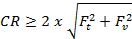 CR ≥ 2 x √(F_t^2 + F_v^2)